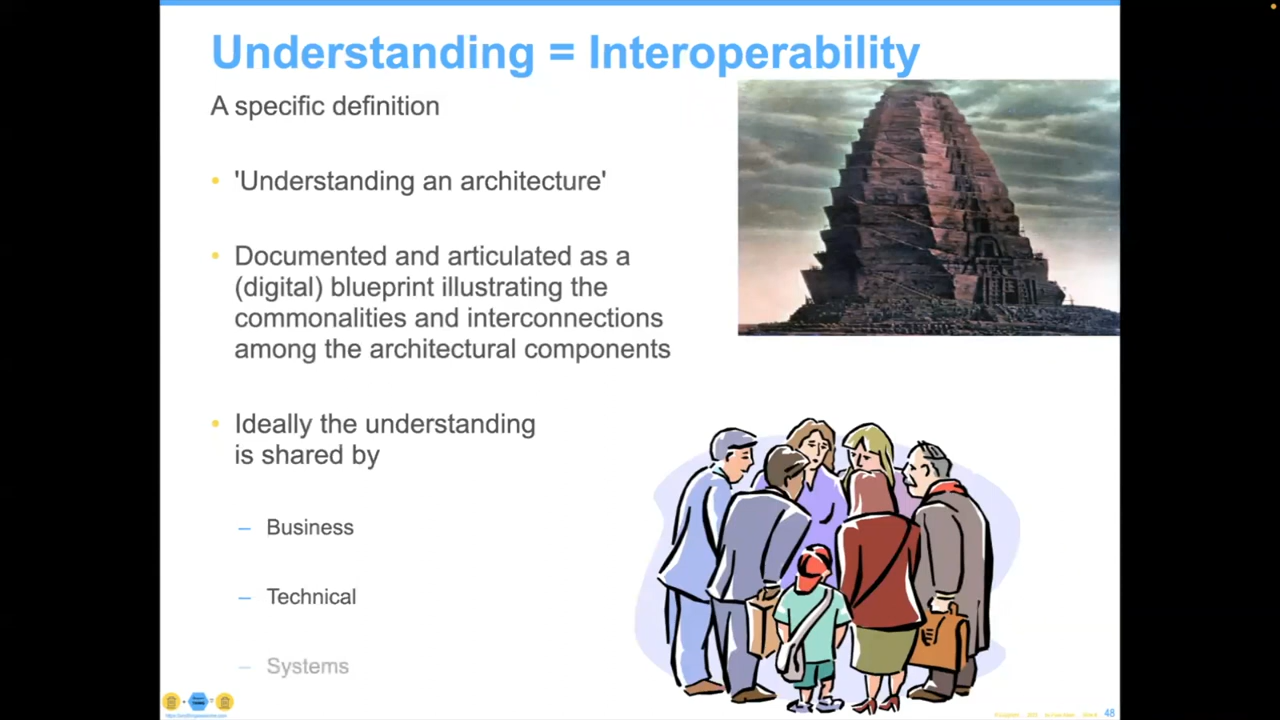 Understanding = Interoperability
A specific definition
• 'Understanding an architecture'
• Documented and articulated as a
(digital) blueprint illustrating the
commonalities and interconnections
among the architectural components
• Ideally the understanding
is shared by
– Business
– Technical
– Systems
48